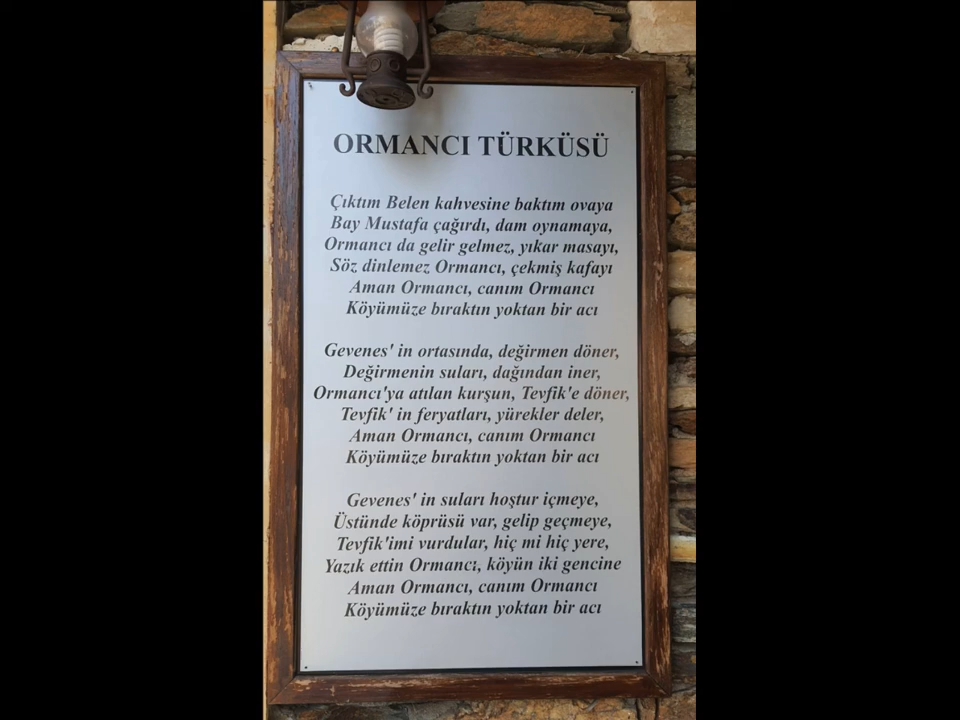 ORMANCI TÜRKÜSÜ
Çıktım Belen kahvesine baktım ovaya
Bay Mustafa çağırdı, dam oynamaya,
Ormancı da gelir gelmez, yıkar masayı,
Söz dinlemez Ormancı, çekmiş kafayı
Aman Ormancı, canım Ormancı
Köyümüze bıraktın yoktan bir acı
Gevenes' in ortasında, değirmen döner,
Değirmenin suları, dağından iner,
Ormancı'ya atılan kurşun, Tevfik'e döner,
Tevfik' in feryatları, yürekler deler,
Aman Ormancı, canım Ormancı
Köyümüze bıraktın yoktan bir acı
Gevenes' in suları hoştur içmeye,
Üstünde köprüsü var, gelip geçmeye,
Tevfik'imi vurdular, hiç mi hiç yere,
Yazık ettin Ormancı, köyün iki gencine
Aman Ormancı, canım Ormancı
Köyümüze bıraktın yoktan bir acı